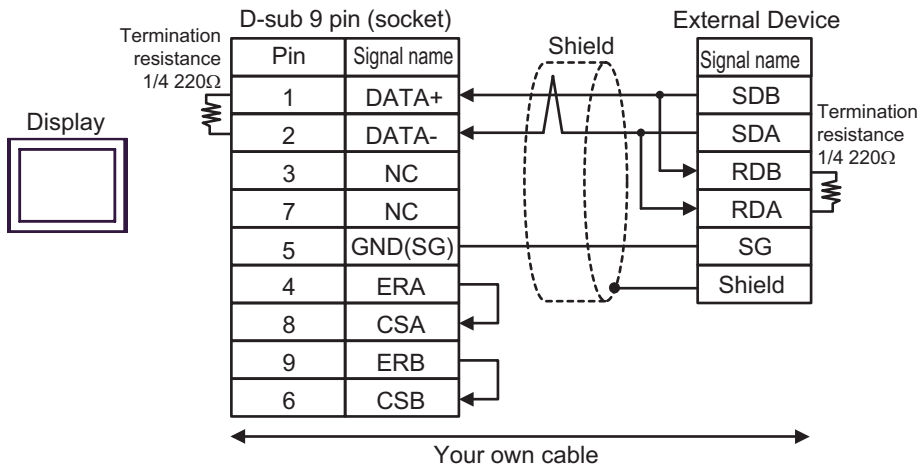 D-sub 9 pin (socket)
External Device
Termination
resistance
1/4 220Ω
Shield
Display
Pin Signal name
1 DATA+
2 DATA-
3 NC
7 NC
5 GND(SG)
4 ERA
8 CSA
9 ERB
6 CSB
Signal name
SDB
SDA
RDB
RDA
SG
Shield
Termination
resistance
1/4 220Ω
Your own cable